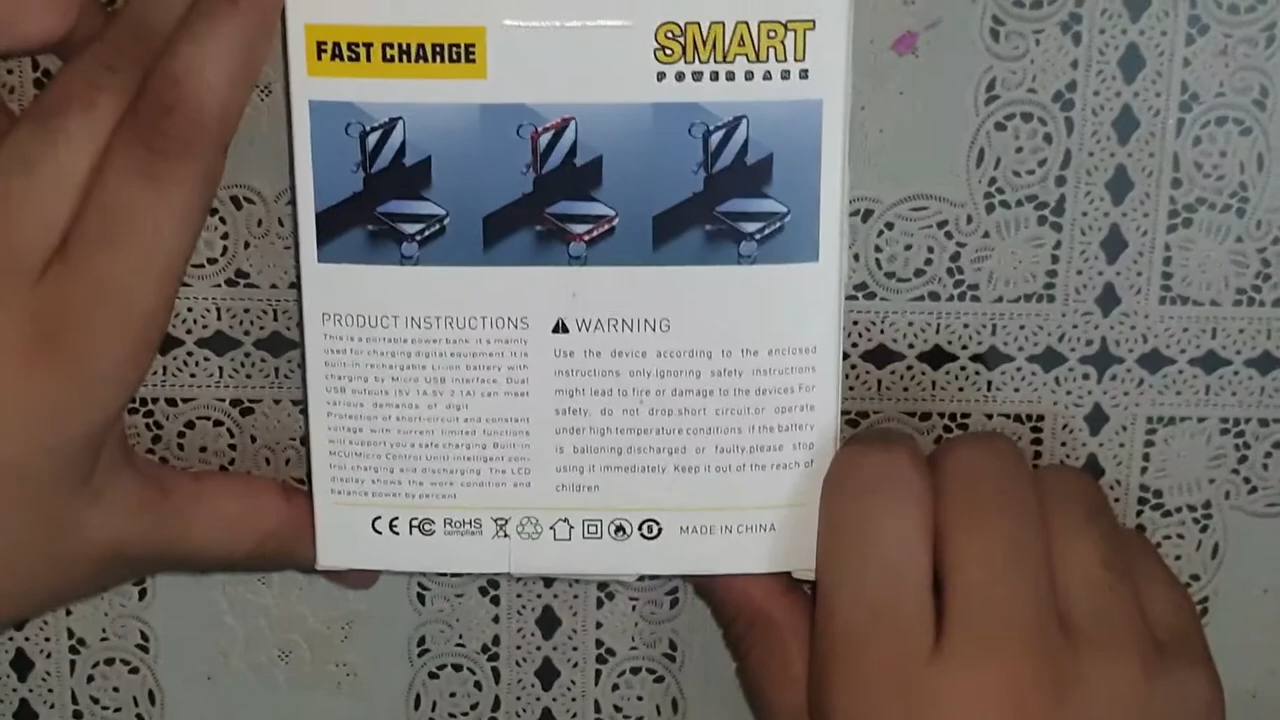 FAST CHARGE
SMART
POWERBANK
PRODUCT INSTRUCTIONS
This is a portable power bank. it is mainly
used for charging digital equipment. It is
built-in rechargable Li-ion battery with
charging by Micro USB interface. Dual
USB outputs (5V 1A.5V 2.1A) can meet
various demands of digit
Protection of short-circuit and constant
voltage with current limited functions
will support you a safe charging. Built-in
MCU(Micro Control Unit) intelligent con-
trol charging and discharging. The LCD
display shows the work condition and
balance power by percent.
WARNING
Use the device according to the enclosed
instructions only.Ignoring safety instructions
might lead to fire or damage to the devices For
safety, do not drop.short circuit.or operate
under high temperature conditions. if the battery
is balloning.discharged or faulty.please stop
using it immediately. Keep it out of the reach of
children
CE FC RoHS
compliant
6
MADE IN CHINA